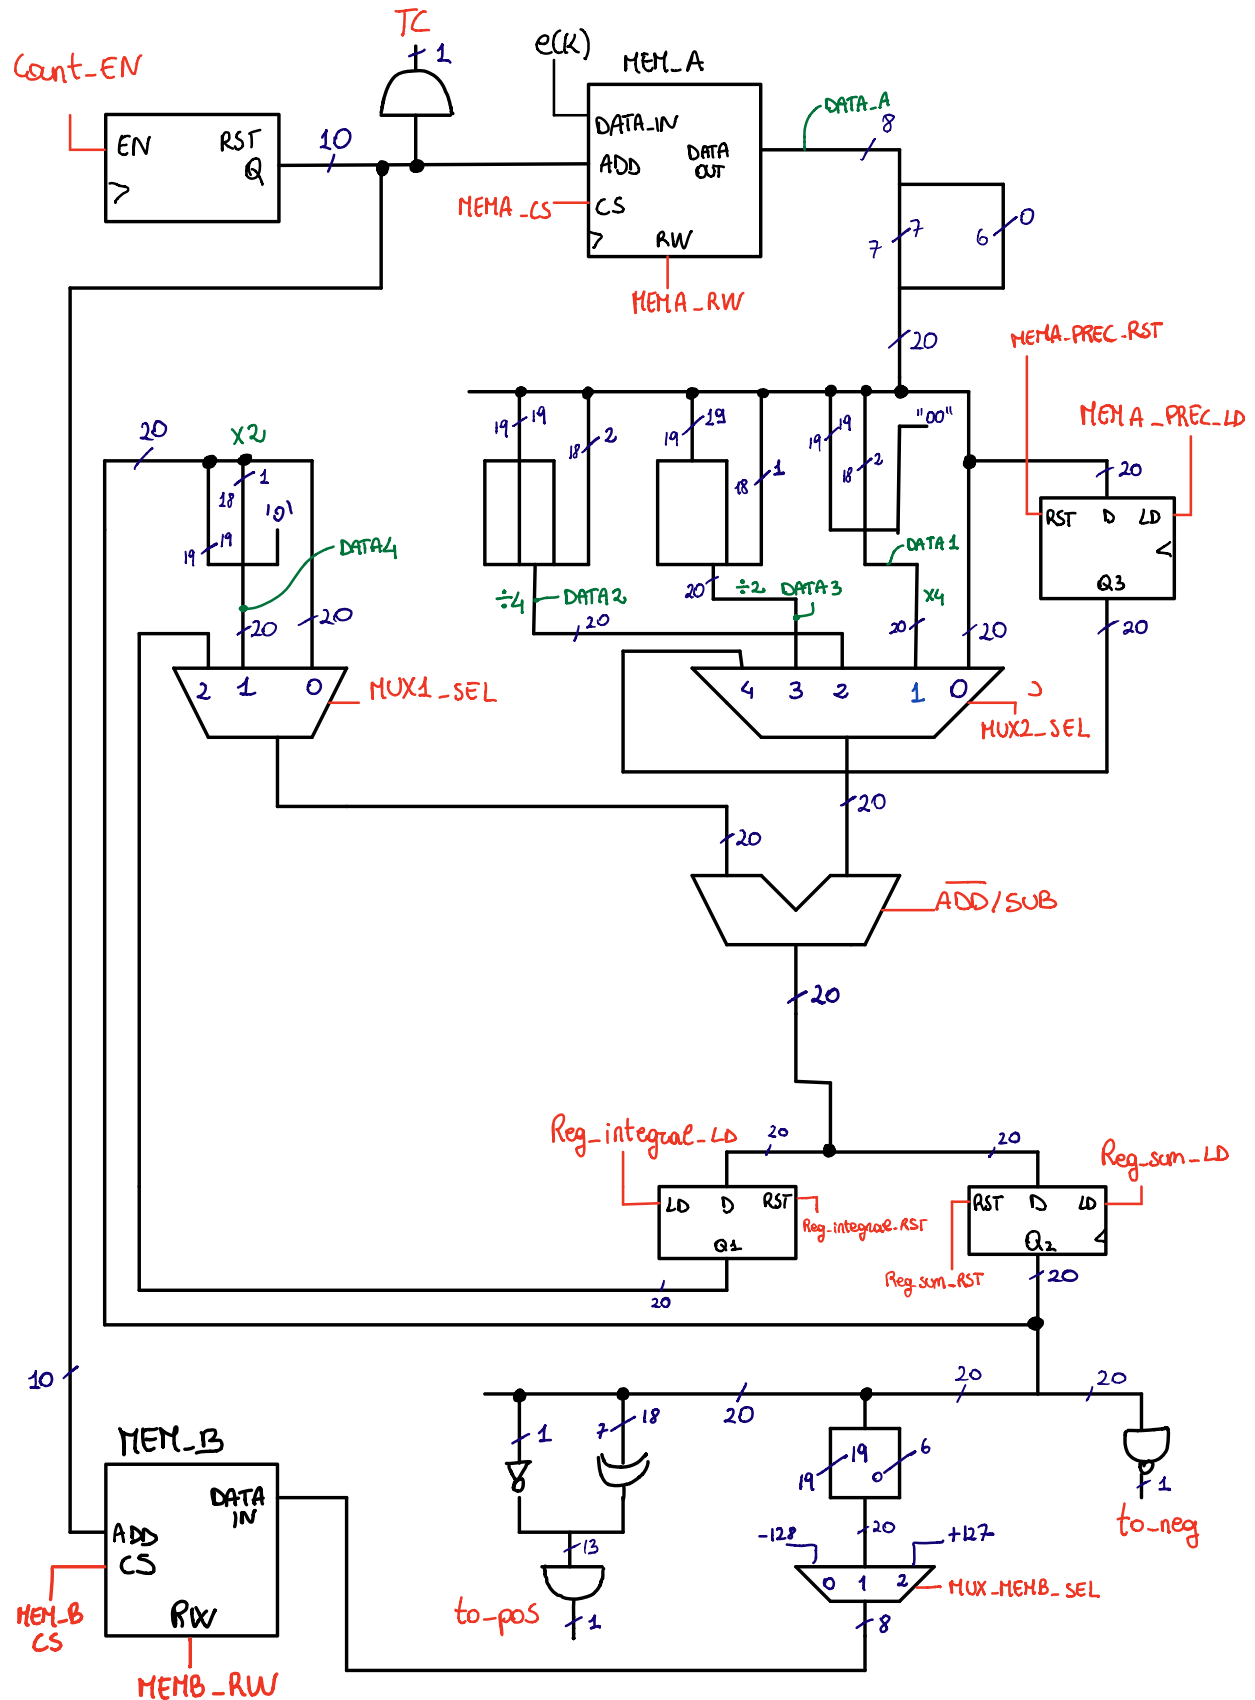 TC
1
Count_EN
EN
RST
Q
10
e(k)
MEM_A
DATA_IN
ADD
DATA
OUT
CS
RW
MEMA_CS
MEMA_RW
DATA_A
8
7
7
6
0
20
MEMA_PREC_RST
MEMA_PREC_LD
20
X2
18
1
'0'
19
19
DATA4
20
20
19
19
18
2
÷4
DATA2
20
19
19
18
1
20
÷2
DATA3
19
19
18
2
"00"
DATA1
X4
20
20
20
RST
D
LD
Q3
20
2
1
0
MUX1_SEL
4
3
2
1
0
MUX2_SEL
20
20
ADD/SUB
20
Reg_integral_LD
20
20
Reg_sum_LD
LD
D
RST
Q1
Reg_integral_RST
RST
D
LD
Q2
Reg_sum_RST
20
20
10
20
20
20
1
7
18
19
19
0
6
1
to_neg
MEM_B
DATA
IN
ADD
CS
RW
MEM_B
CS
MEMB_RW
13
to_pos
1
-128
20
+127
0
1
2
MUX_MEMB_SEL
8